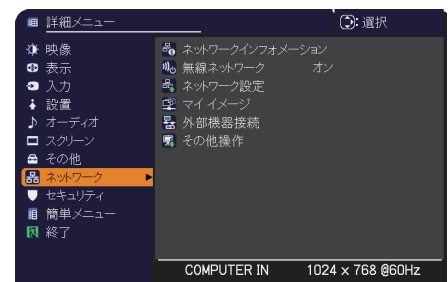 詳細メニュー :選択
映像
表示
入力
設置
オーディオ
スクリーン
その他
ネットワーク
セキュリティ
簡単メニュー
終了
ネットワークインフォメーション
無線ネットワーク オン
ネットワーク設定
マイ イメージ
外部機器接続
その他操作
COMPUTER IN 1024 x 768 @60Hz